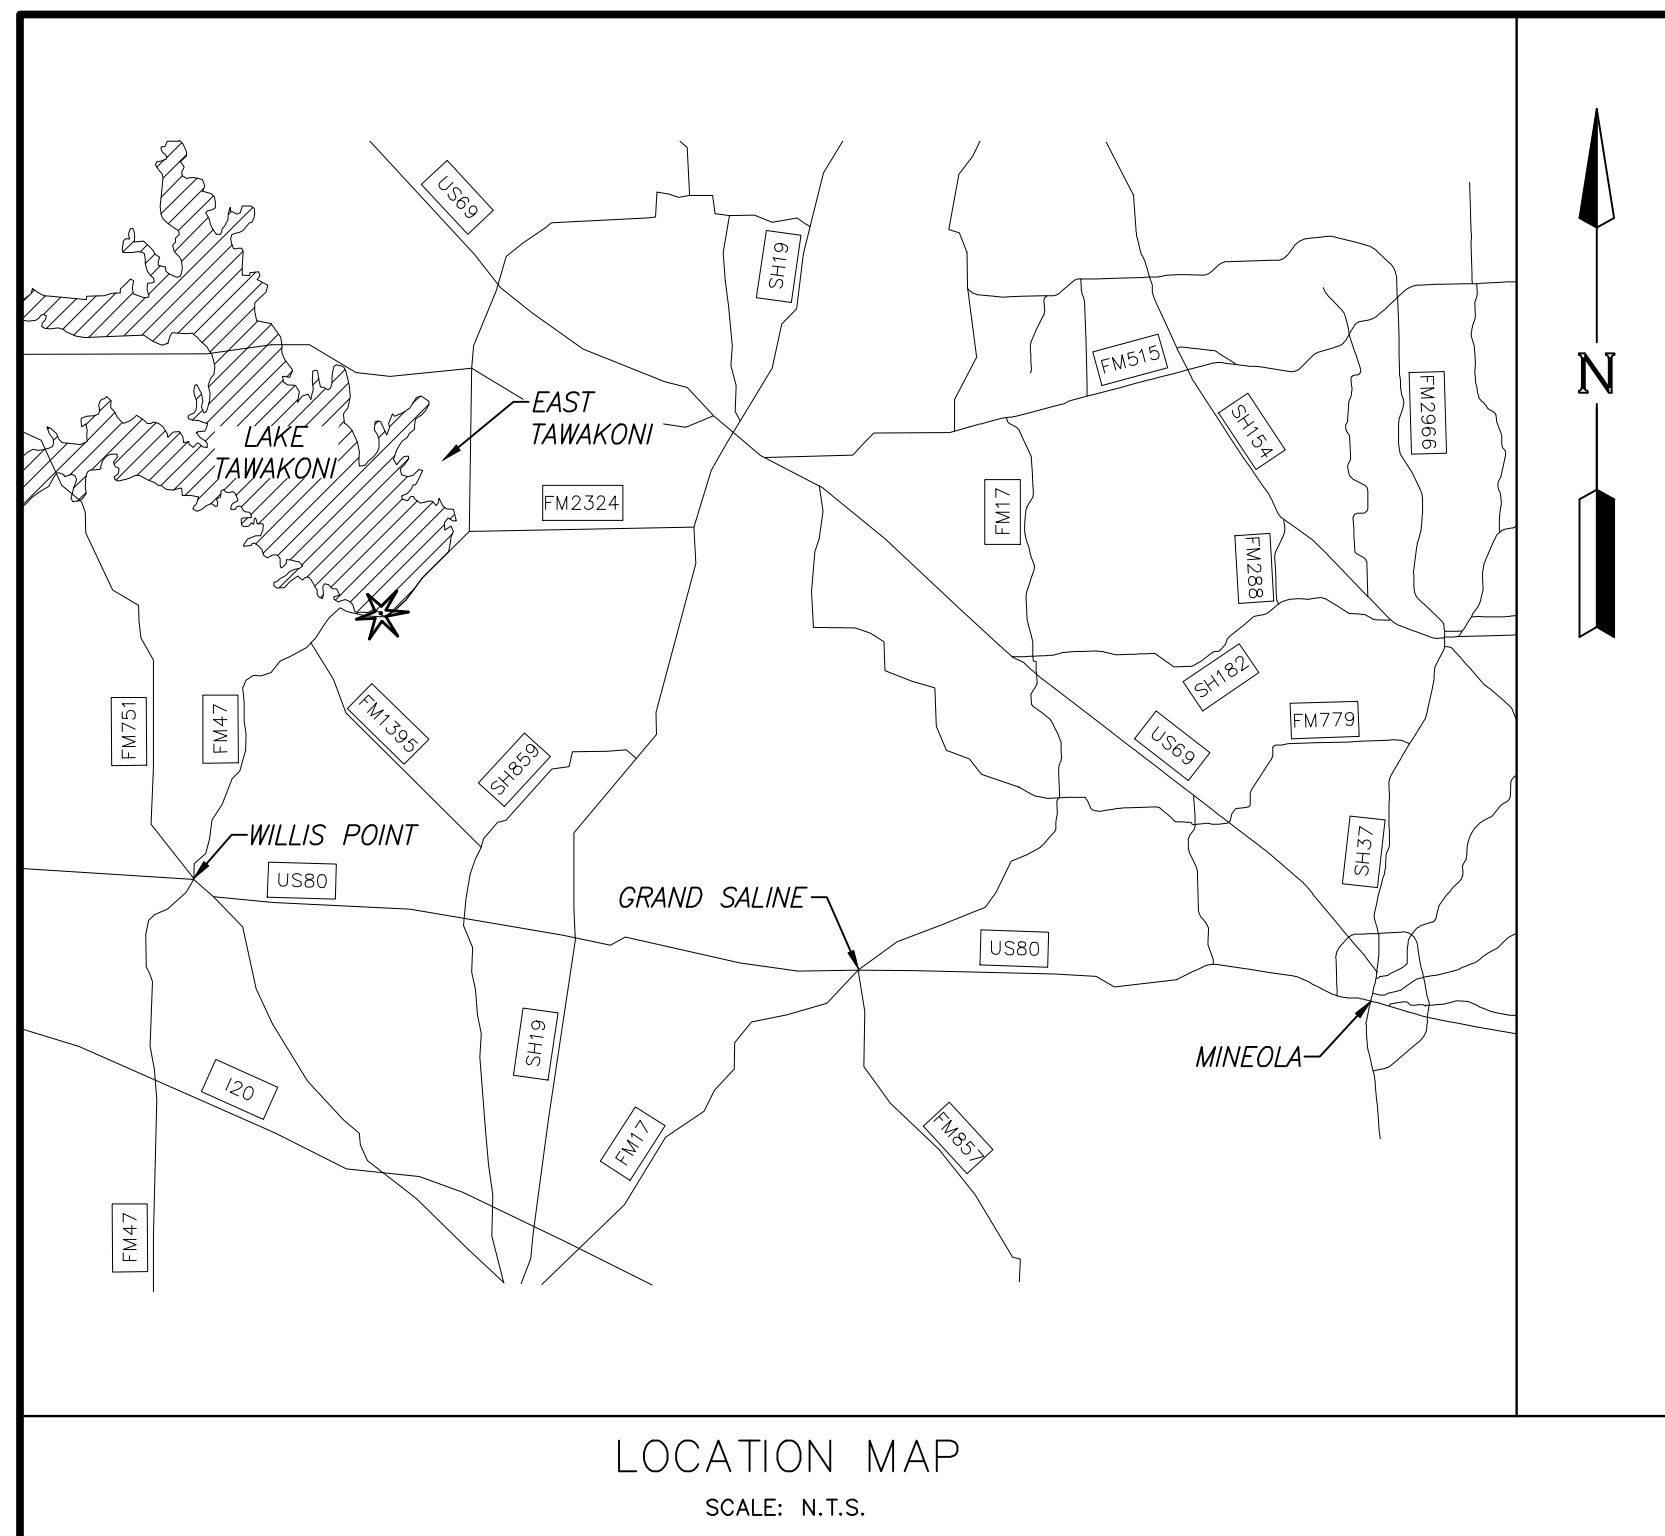 US69
SH19
N
FM515
FM2966
EAST
TAWAKONI
SH154
LAKE
TAWAKONI
FM2324
FM17
FM288
SH182
FM751
FM47
FM1395
FM779
US69
SH859
WILLIS POINT
SH37
US80
GRAND SALINE
US80
SH19
MINEOLA
I20
FM17
FM857
FM47
LOCATION MAP
SCALE: N.T.S.